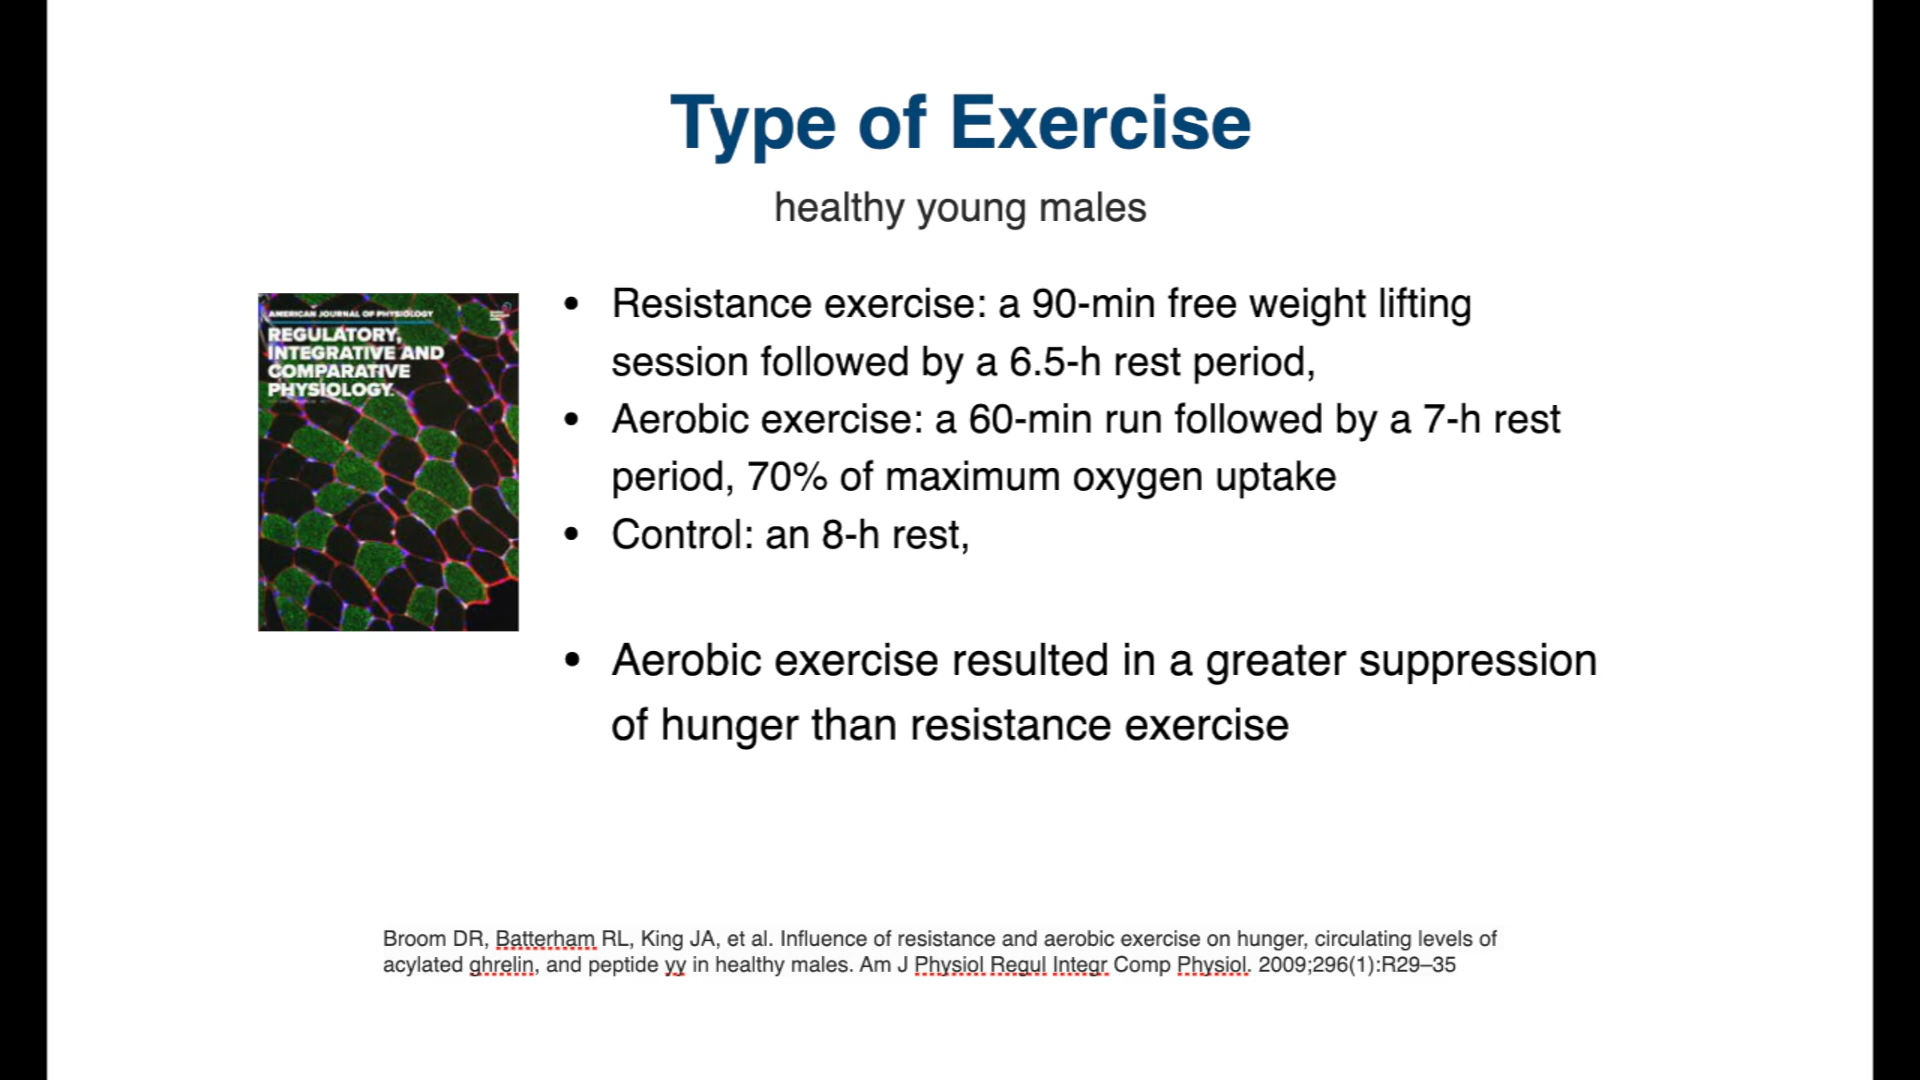 Type of Exercise
healthy young males
AMERICAN JOURNAL OF PHYSIOLOGY
REGULATORY,
INTEGRATIVE AND
COMPARATIVE
PHYSIOLOGY.
• Resistance exercise: a 90-min free weight lifting
session followed by a 6.5-h rest period,
• Aerobic exercise: a 60-min run followed by a 7-h rest
period, 70% of maximum oxygen uptake
• Control: an 8-h rest,
• Aerobic exercise resulted in a greater suppression
of hunger than resistance exercise
Broom DR, Batterham RL, King JA, et al. Influence of resistance and aerobic exercise on hunger, circulating levels of
acylated ghrelin, and peptide yy in healthy males. Am J Physiol Regul Integr Comp Physiol. 2009;296(1):R29–35